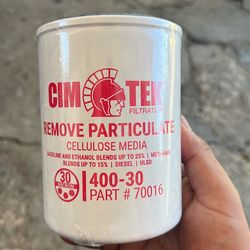 CIM TEK
FILTRATION
REMOVE PARTICULATE
CELLULOSE MEDIA
GASOLINE AND ETHANOL BLENDS UP TO 25% | METHANOL
BLENDS UP TO 15% | DIESEL | ULSD
30
MICRON
400-30
PART # 70016